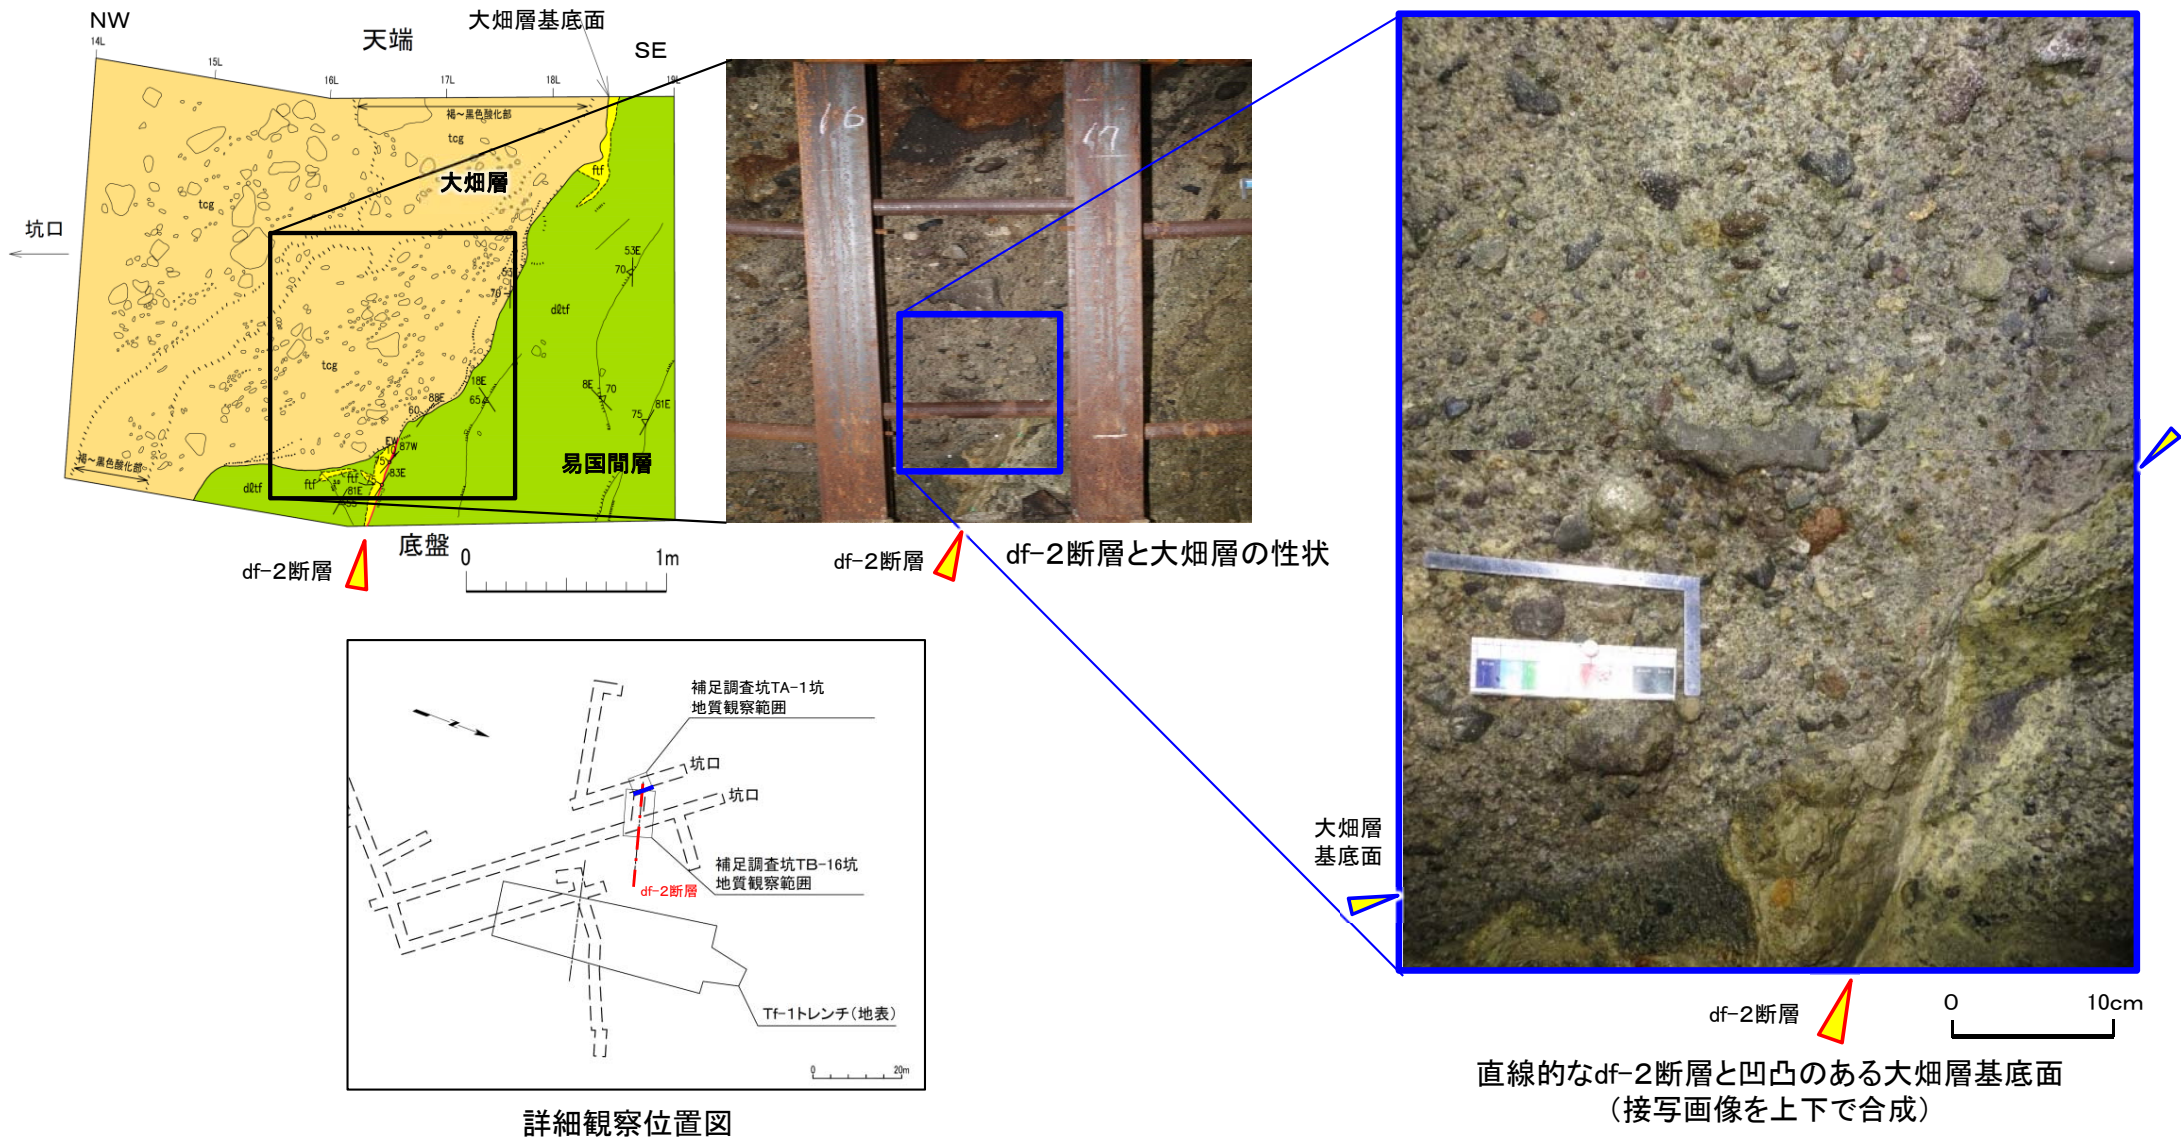 NW
天端
大畑層基底面
SE
14L
15L
16L
17L
18L
19L
褐～黒色酸化部
tcg
大畑層
ftf
tcg
坑口
53E
70
53
70
dℓtf
tcg
18E
65
8E
70
77
88E
60
81E
75
EW
10
87W
75
83E
易国間層
褐～黒色酸化部
dℓtf
ftf
ftf
75
81E
底盤
df-2断層
0
1m
16
17
df-2断層
df-2断層と大畑層の性状
補足調査坑TA-1坑
地質観察範囲
坑口
坑口
補足調査坑TB-16坑
地質観察範囲
df-2断層
Tf-1トレンチ(地表)
0
20m
詳細観察位置図
大畑層
基底面
df-2断層
0
10cm
直線的なdf-2断層と凹凸のある大畑層基底面
(接写画像を上下で合成)